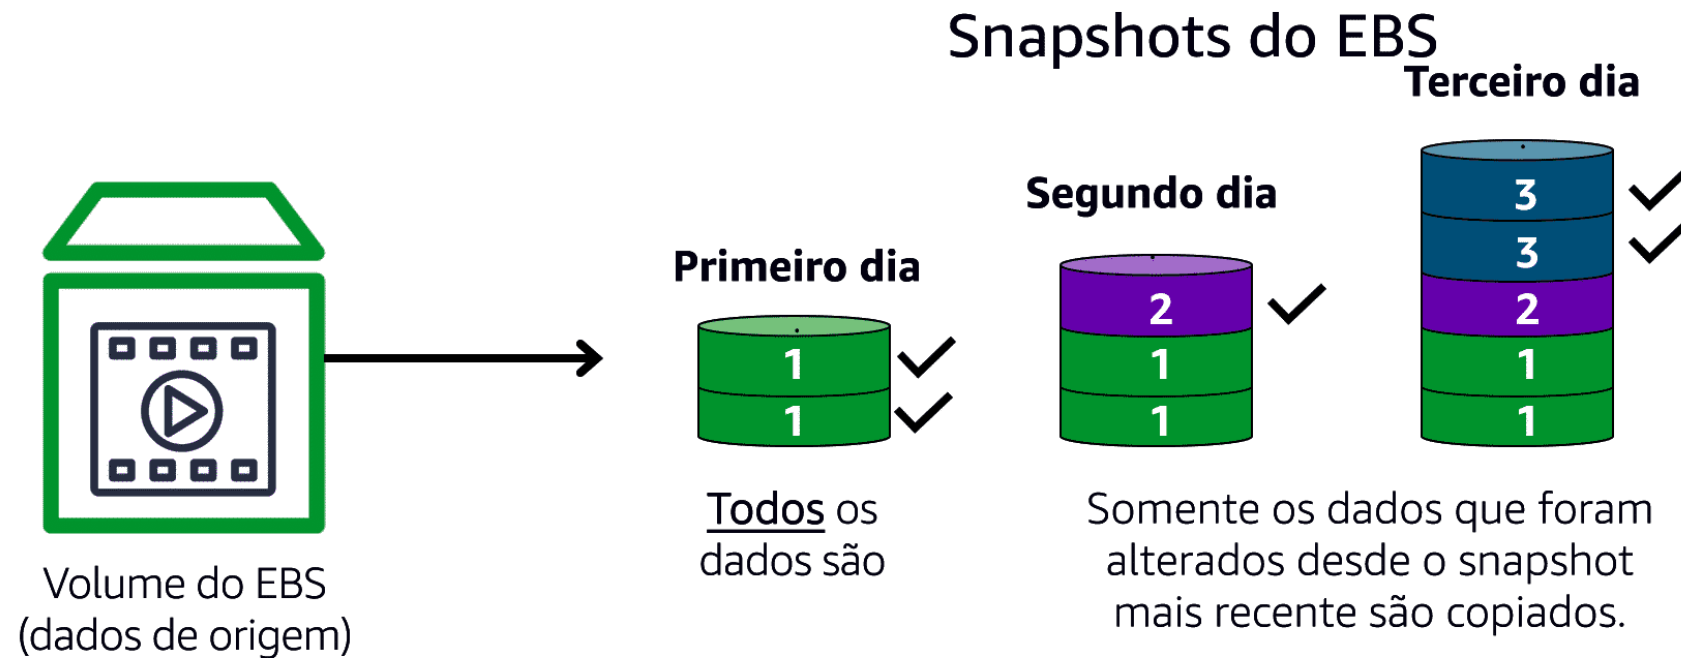 Snapshots do EBS
Terceiro dia
Segundo dia
Primeiro dia
3
3
2
2
1
1
1
1
1
1
Todos os
dados são
Somente os dados que foram
alterados desde o snapshot
mais recente são copiados.
Volume do EBS
(dados de origem)